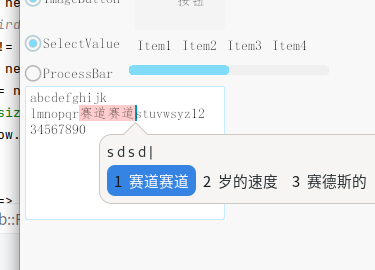 ImageButton
按钮
SelectValue
Item1 Item2 Item3 Item4
ProcessBar
abcdefghijk
lmnopqr赛道赛道stuvwsyz12
34567890
sdsd
1 赛道赛道 2 岁的速度 3 赛德斯的
ird
!=
ne
ne
siz
ow.
=>
b::F